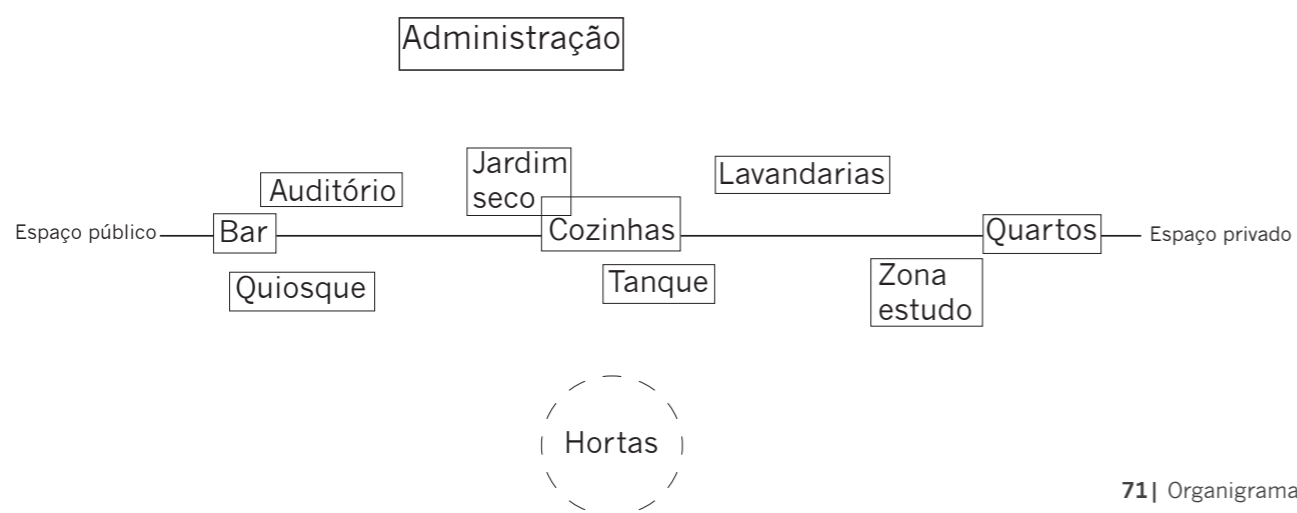 Administração
Jardim
seco
Lavandarias
Auditório
Espaço público
Bar
Cozinhas
Quartos
Espaço privado
Quiosque
Tanque
Zona
estudo
Hortas
71| Organigrama